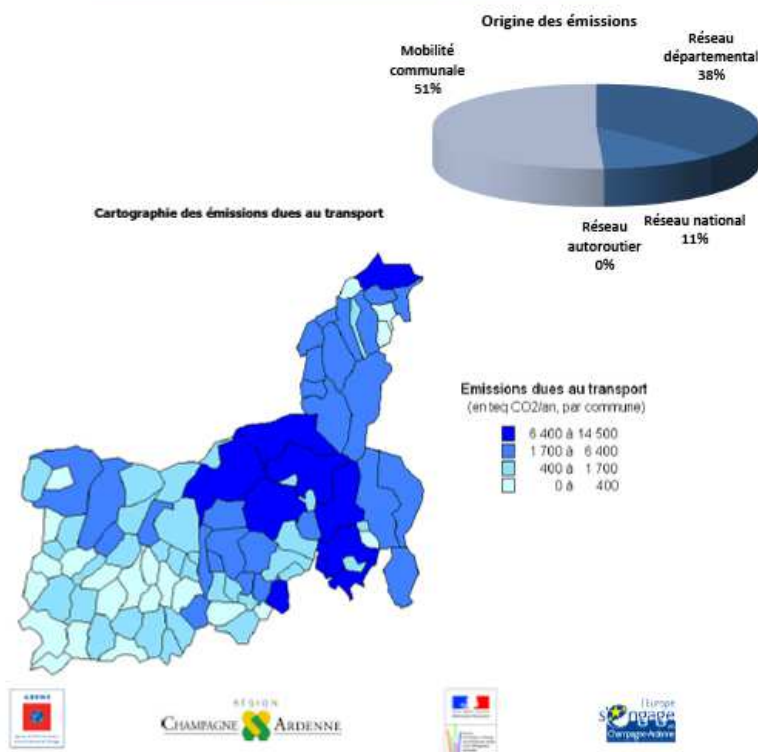 Origine des émissions
Mobilité
communale
51%
Réseau
départemental
38%
Réseau
autoroutier
0%
Réseau national
11%
Cartographie des émissions dues au transport
Emissions dues au transport
(en teq CO2/an, par commune)
6 400 à 14 500
1 700 à 6 400
400 à 1 700
0 à 400
RÉGION
CHAMPAGNE ARDENNE
l'Europe
s'engage
Champagne-Ardenne